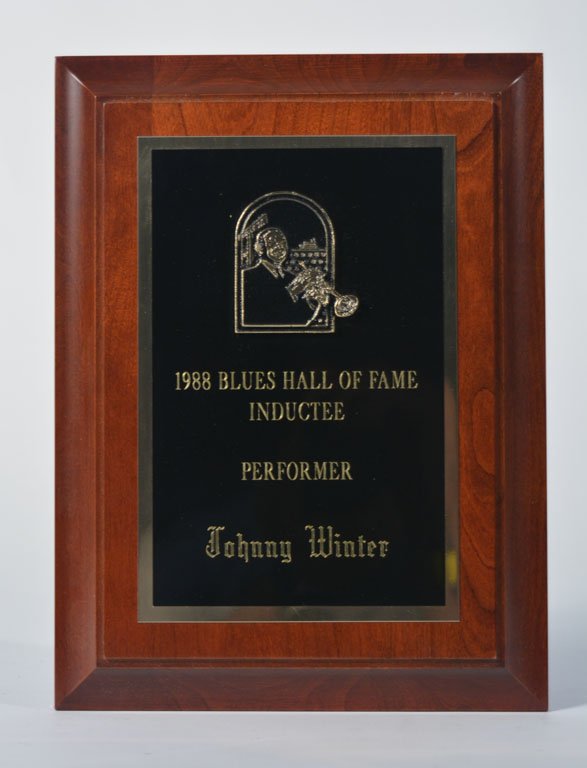 1988 BLUES HALL OF FAME
INDUCTEE
PERFORMER
Johnny Winter